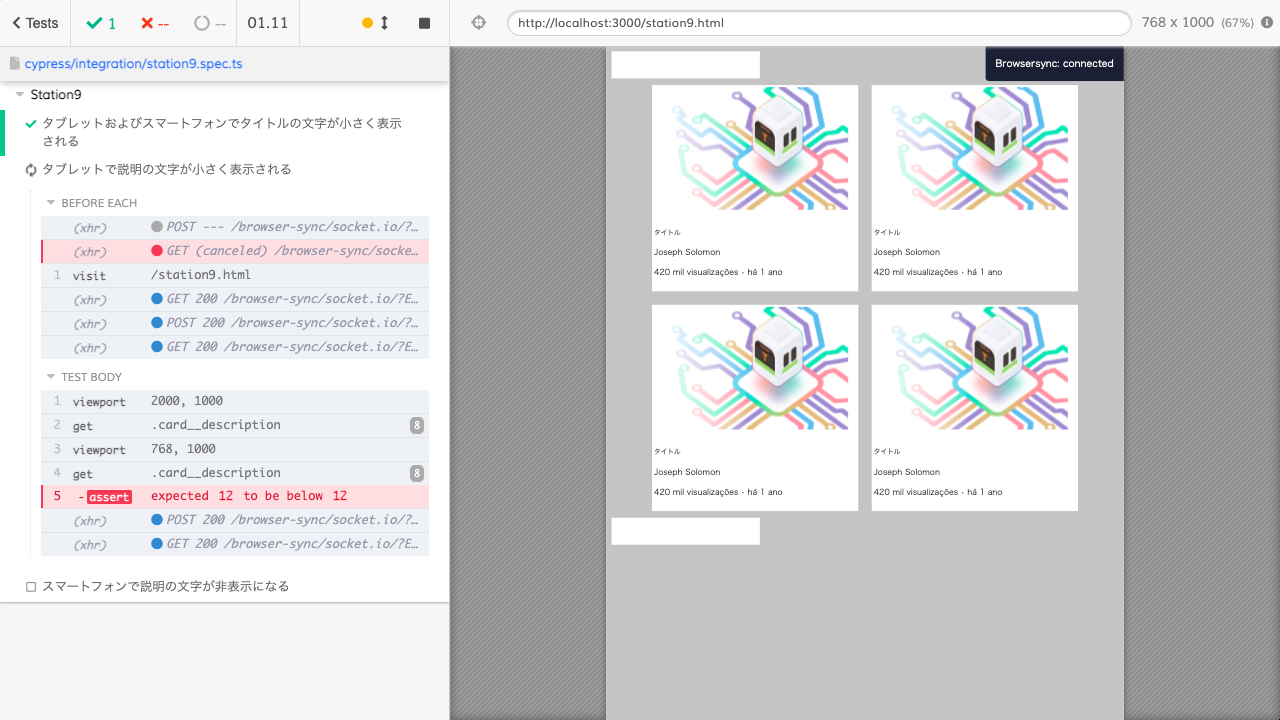 Tests
1
--
--
01.11
http://localhost:3000/station9.html
768 x 1000 (67%)
cypress/integration/station9.spec.ts
Browsersync: connected
Station9
タブレットおよびスマートフォンでタイトルの文字が小さく表示
される
タブレットで説明の文字が小さく表示される
BEFORE EACH
(xhr) POST --- /browser-sync/socket.io/?…
(xhr) GET (canceled) /browser-sync/socke…
1 visit /station9.html
(xhr) GET 200 /browser-sync/socket.io/?E…
(xhr) POST 200 /browser-sync/socket.io/?…
(xhr) GET 200 /browser-sync/socket.io/?E…
TEST BODY
1 viewport 2000, 1000
2 get .card__description 8
3 viewport 768, 1000
4 get .card__description 8
5 -assert expected 12 to be below 12
(xhr) POST 200 /browser-sync/socket.io/?…
(xhr) GET 200 /browser-sync/socket.io/?E…
スマートフォンで説明の文字が非表示になる
タイトル
Joseph Solomon
420 mil visualizações · há 1 ano
タイトル
Joseph Solomon
420 mil visualizações · há 1 ano
タイトル
Joseph Solomon
420 mil visualizações · há 1 ano
タイトル
Joseph Solomon
420 mil visualizações · há 1 ano